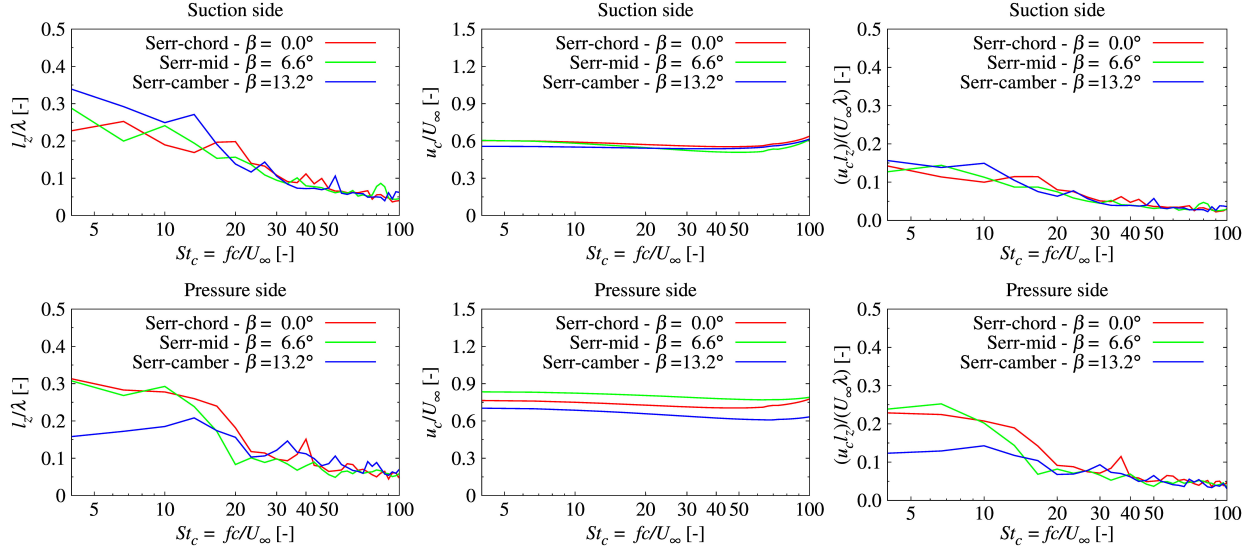 Suction side
0.5
0.4
0.3
0.2
0.1
0
l_z/λ [-]
Serr-chord - β = 0.0°
Serr-mid - β = 6.6°
Serr-camber - β =13.2°
5 10 20 30 40 50 100
St_c = fc/U_∞ [-]
Suction side
1.5
1.2
0.9
0.6
0.3
0.0
u_c/U_∞ [-]
Serr-chord - β = 0.0°
Serr-mid - β = 6.6°
Serr-camber - β =13.2°
5 10 20 30 40 50 100
St_c = fc/U_∞ [-]
Suction side
0.5
0.4
0.3
0.2
0.1
0.0
(u_c l_z)/(U_∞λ) [-]
Serr-chord - β = 0.0°
Serr-mid - β = 6.6°
Serr-camber - β =13.2°
5 10 20 30 40 50 100
St_c = fc/U_∞ [-]
Pressure side
0.5
0.4
0.3
0.2
0.1
0
l_z/λ [-]
Serr-chord - β = 0.0°
Serr-mid - β = 6.6°
Serr-camber - β =13.2°
5 10 20 30 40 50 100
St_c = fc/U_∞ [-]
Pressure side
1.5
1.2
0.9
0.6
0.3
0.0
u_c/U_∞ [-]
Serr-chord - β = 0.0°
Serr-mid - β = 6.6°
Serr-camber - β =13.2°
5 10 20 30 40 50 100
St_c = fc/U_∞ [-]
Pressure side
0.5
0.4
0.3
0.2
0.1
0.0
(u_c l_z)/(U_∞λ) [-]
Serr-chord - β = 0.0°
Serr-mid - β = 6.6°
Serr-camber - β =13.2°
5 10 20 30 40 50 100
St_c = fc/U_∞ [-]